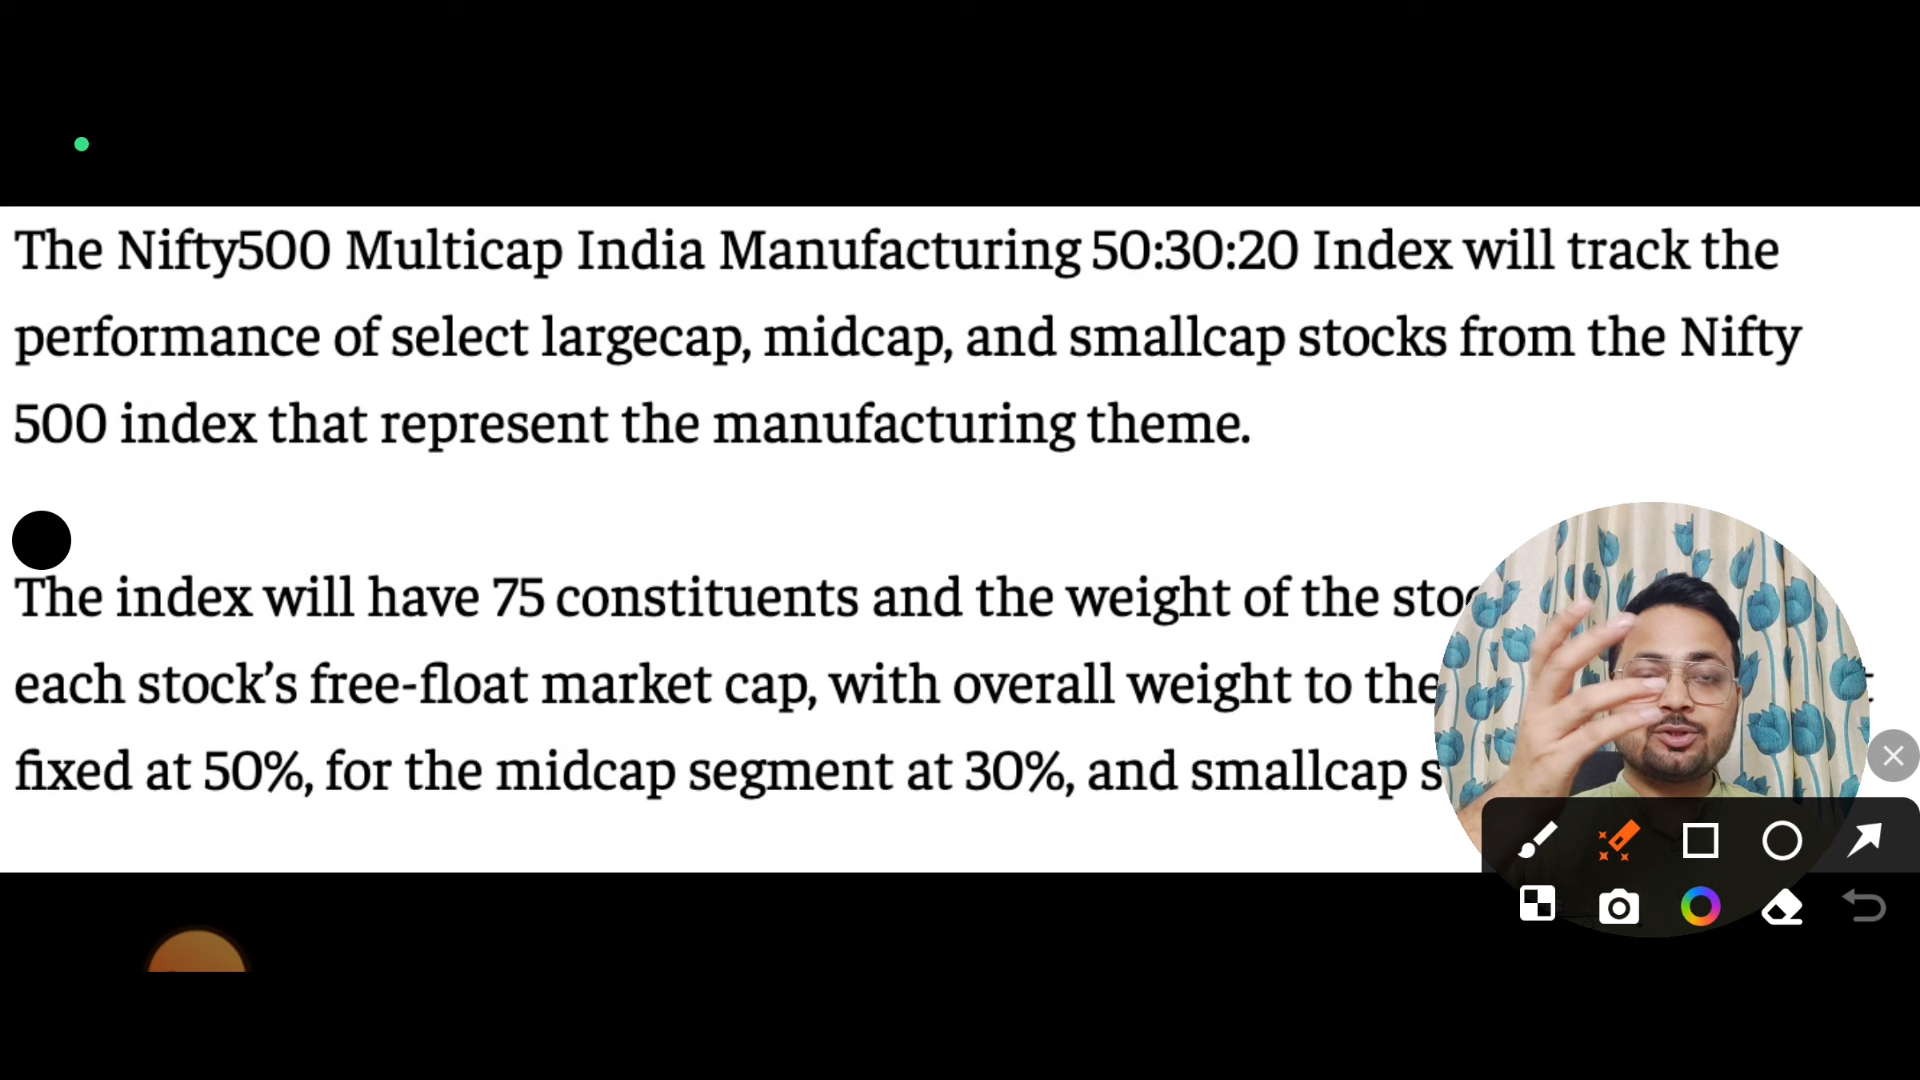 The Nifty500 Multicap India Manufacturing 50:30:20 Index will track the
performance of select largecap, midcap, and smallcap stocks from the Nifty
500 index that represent the manufacturing theme.
The index will have 75 constituents and the weight of the
each stock’s free-float market cap, with overall weight to the
fixed at 50%, for the midcap segment at 30%, and smallcap